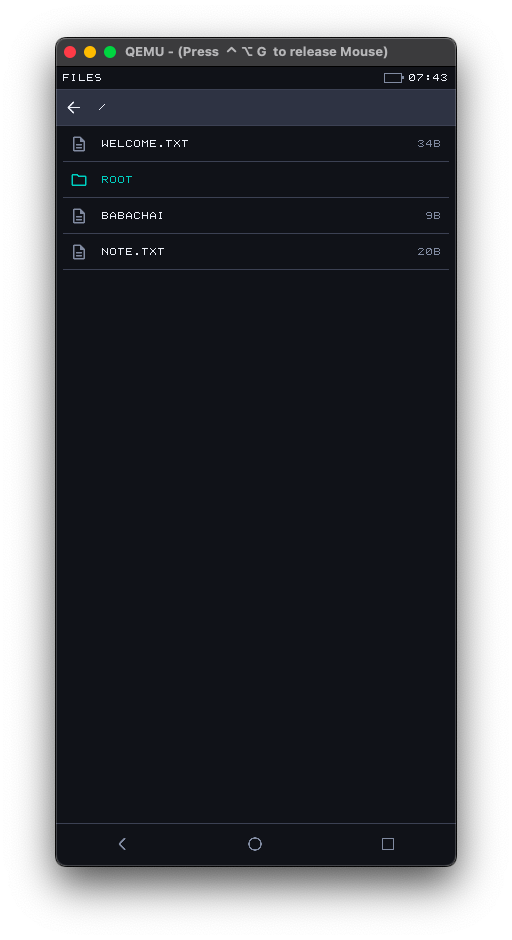 QEMU - (Press ⌃⌥G to release Mouse)
FILES 07:43
/
WELCOME.TXT 34B
ROOT
BABACHAI 9B
NOTE.TXT 20B